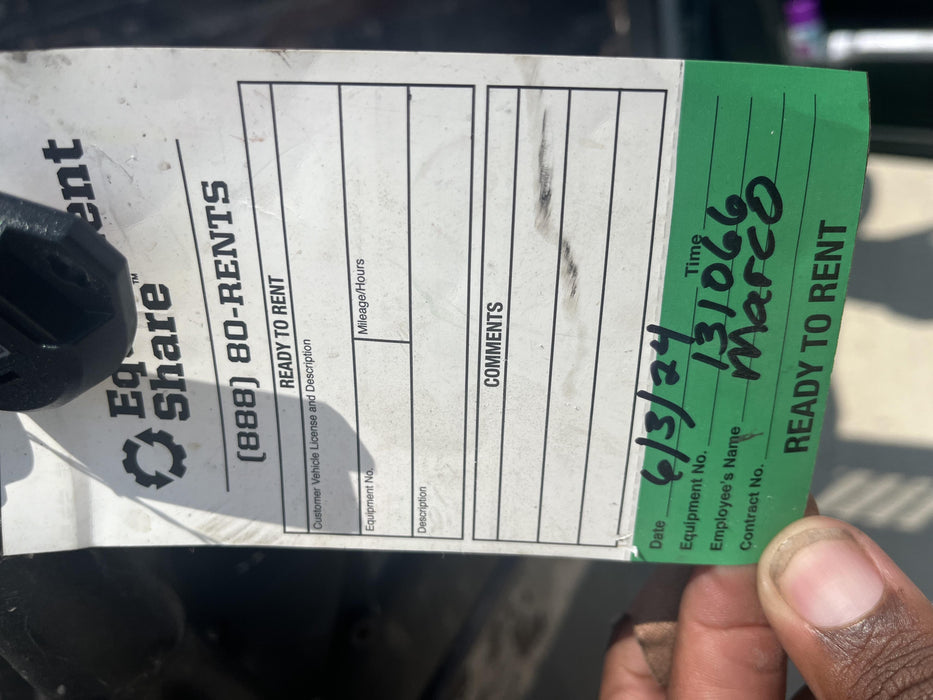 Share™
(888) 80-RENTS
READY TO RENT
Customer Vehicle License and Description
Equipment No. Mileage/Hours
Description
COMMENTS
Date 6/3/24 Time
Equipment No. 131066
Employee's Name Marco
Contract No.
READY TO RENT